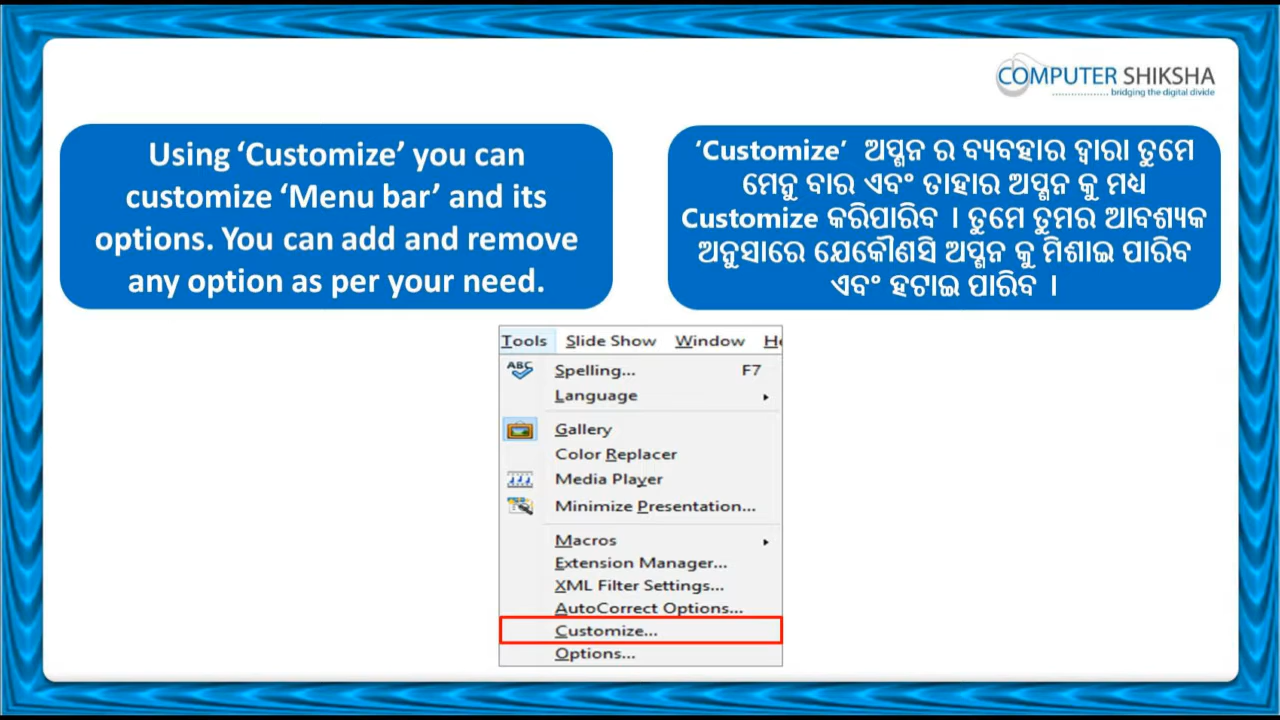 COMPUTER SHIKSHA
bridging the digital divide
Using ‘Customize’ you can
customize ‘Menu bar’ and its
options. You can add and remove
any option as per your need.
‘Customize’ ଅପ୍ସନ ର ବ୍ୟବହାର ଦ୍ୱାରା ତୁମେ
ମେନୁ ବାର ଏବଂ ତାହାର ଅପ୍ସନ କୁ ମଧ୍ୟ
Customize କରିପାରିବ । ତୁମେ ତୁମର ଆବଶ୍ୟକ
ଅନୁସାରେ ଯେକୌଣସି ଅପ୍ସନ କୁ ମିଶାଇ ପାରିବ
ଏବଂ ହଟାଇ ପାରିବ ।
Tools Slide Show Window
Spelling... F7
Language
Gallery
Color Replacer
Media Player
Minimize Presentation...
Macros
Extension Manager...
XML Filter Settings...
AutoCorrect Options...
Customize...
Options...